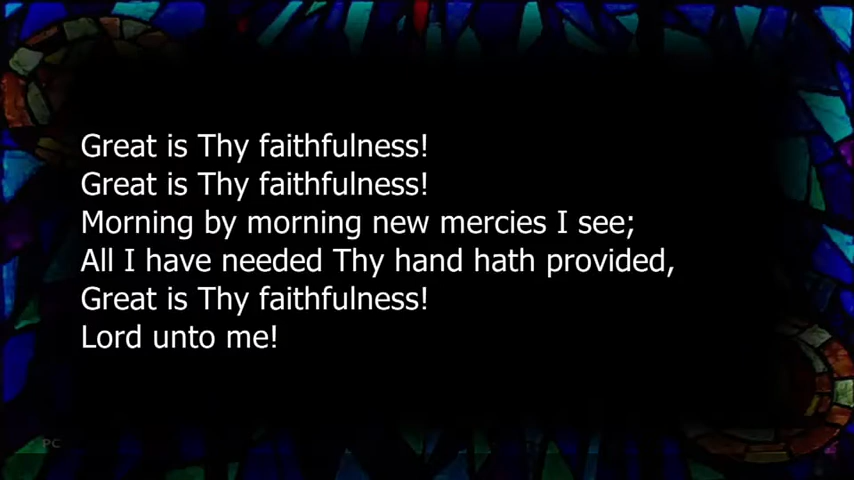 Great is Thy faithfulness!
Great is Thy faithfulness!
Morning by morning new mercies I see;
All I have needed Thy hand hath provided,
Great is Thy faithfulness!
Lord unto me!
PC